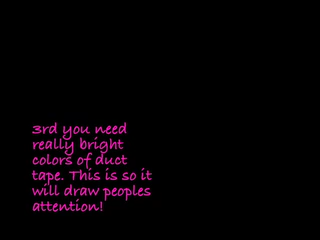 3rd you need
really bright
colors of duct
tape. This is so it
will draw peoples
attention!